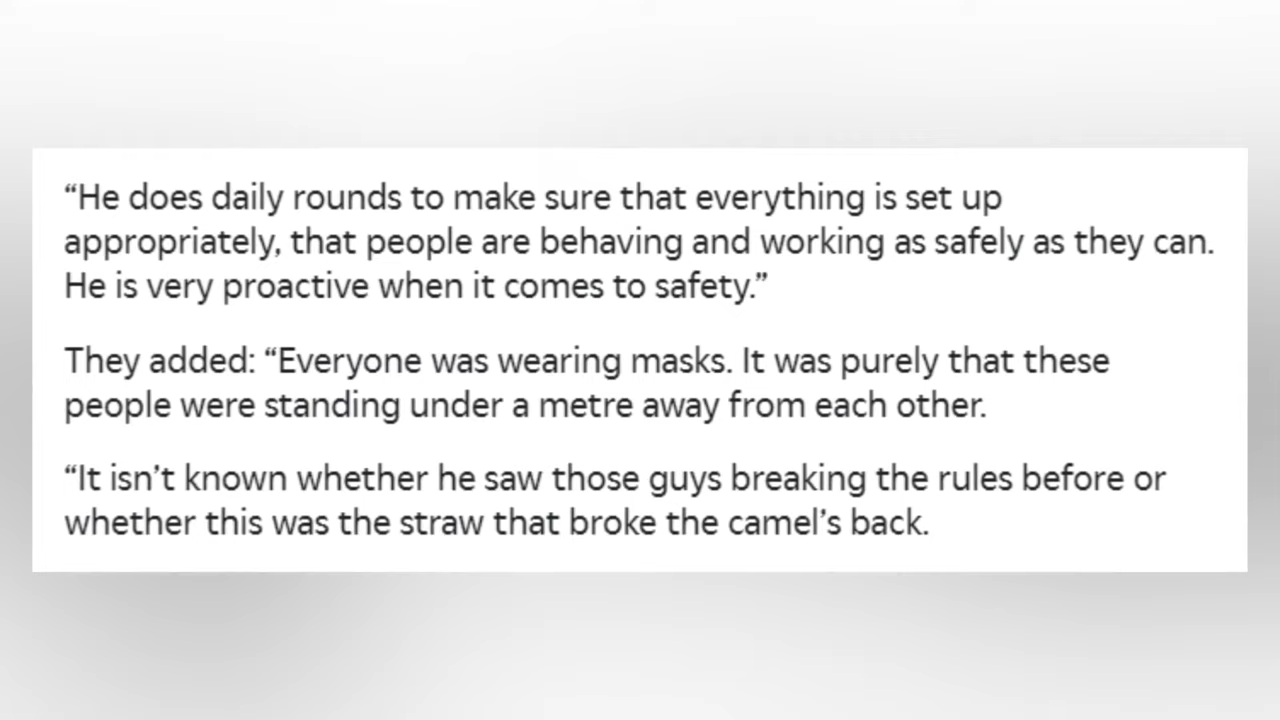 “He does daily rounds to make sure that everything is set up
appropriately, that people are behaving and working as safely as they can.
He is very proactive when it comes to safety.”
They added: “Everyone was wearing masks. It was purely that these
people were standing under a metre away from each other.
“It isn’t known whether he saw those guys breaking the rules before or
whether this was the straw that broke the camel’s back.